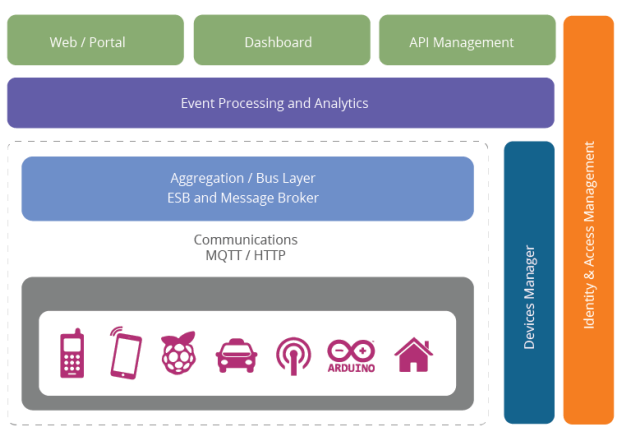 Web / Portal
Dashboard
API Management
Event Processing and Analytics
Aggregation / Bus Layer
ESB and Message Broker
Communications
MQTT / HTTP
ARDUINO
Devices Manager
Identity & Access Management